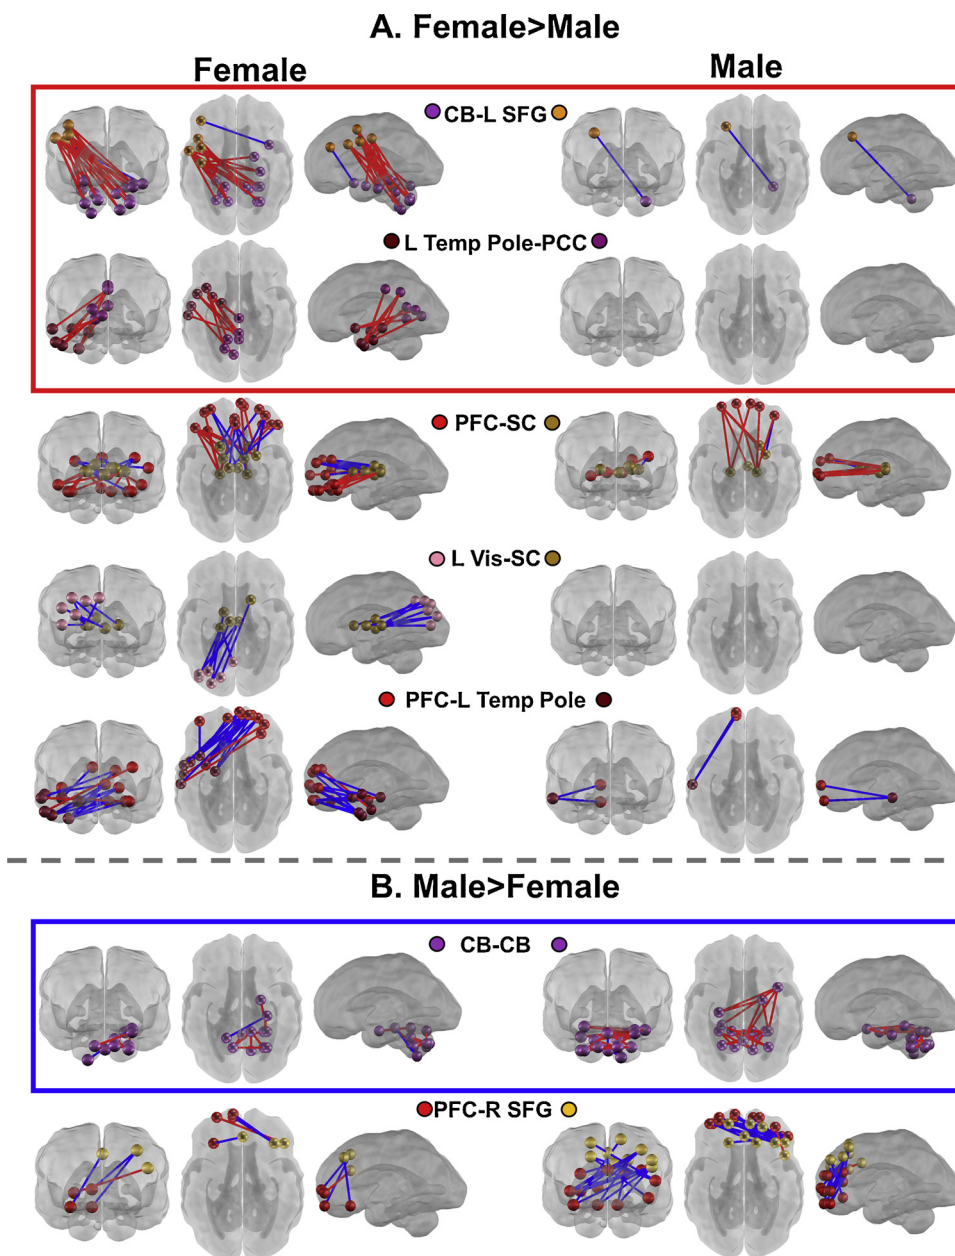 A. Female>Male
Female Male
CB-L SFG
L Temp Pole-PCC
PFC-SC
L Vis-SC
PFC-L Temp Pole
B. Male>Female
CB-CB
PFC-R SFG